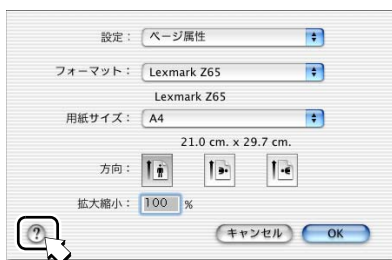 設定： ページ属性
フォーマット： Lexmark Z65
Lexmark Z65
用紙サイズ： A4
21.0 cm. x 29.7 cm.
方向：
拡大縮小： 100 %
? キャンセル OK